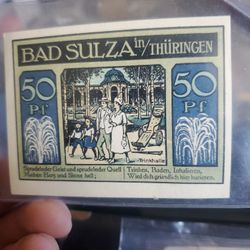 BAD SULZA in/THÜRINGEN
50
Pf
50
Pf
Trinkhalle
Sprudelnder Geist und sprudelnder Quell
Machen Herz und Sinne hell;
Trinken, Baden, Inhalieren,
Wird dich gründlich hier kurieren.